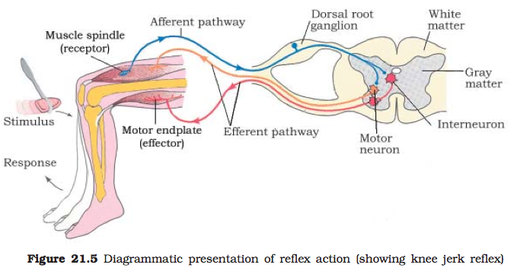 Afferent pathway
Dorsal root
ganglion
White
matter
Muscle spindle
(receptor)
Gray
matter
Stimulus
Motor endplate
(effector)
Efferent pathway
Interneuron
Motor
neuron
Response
Figure 21.5 Diagrammatic presentation of reflex action (showing knee jerk reflex)